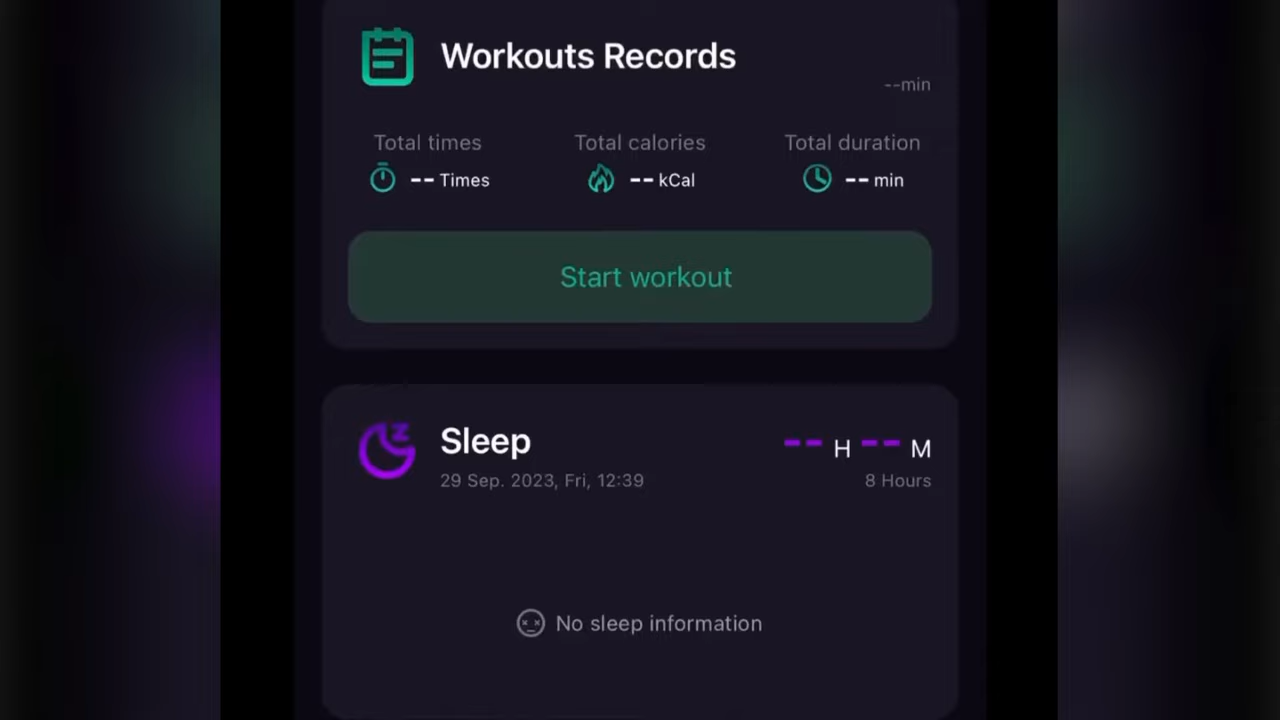 Workouts Records
--min
Total times Total calories Total duration
-- Times -- kCal -- min
Start workout
Sleep -- H -- M
29 Sep. 2023, Fri, 12:39 8 Hours
No sleep information